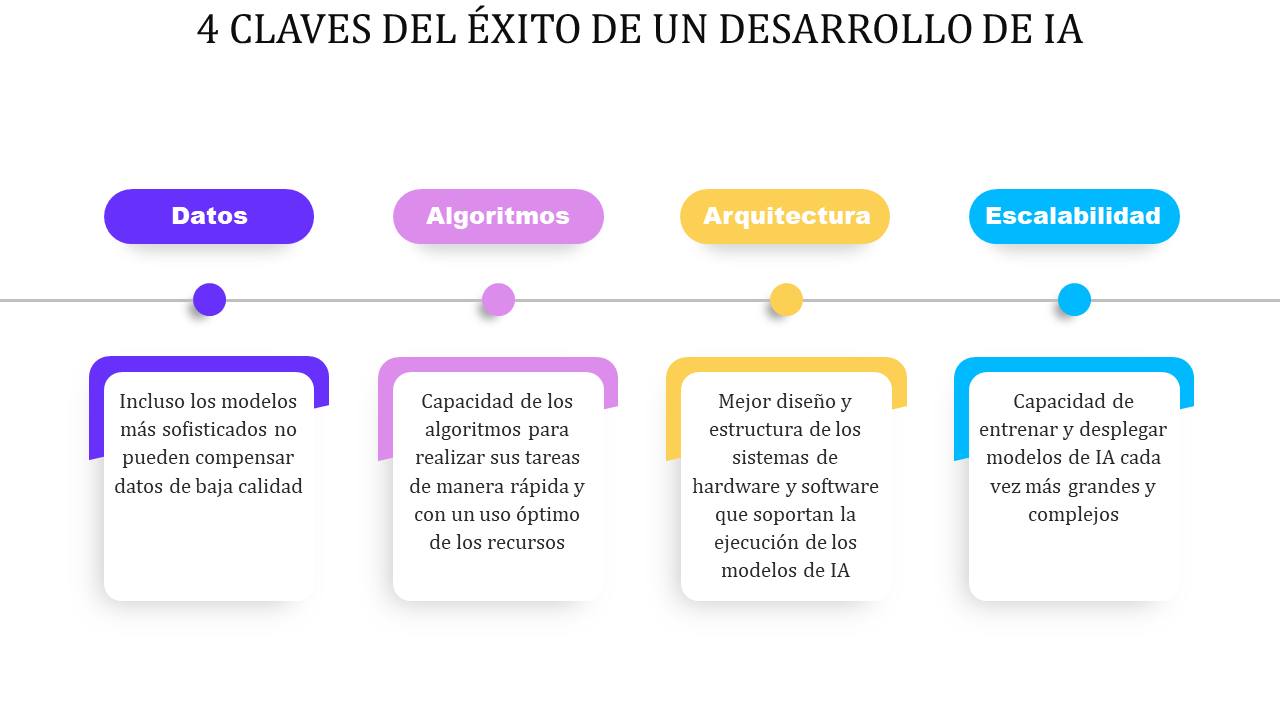 4 CLAVES DEL ÉXITO DE UN DESARROLLO DE IA
Datos
Algoritmos
Arquitectura
Escalabilidad
Incluso los modelos
más sofisticados no
pueden compensar
datos de baja calidad
Capacidad de los
algoritmos para
realizar sus tareas
de manera rápida y
con un uso óptimo
de los recursos
Mejor diseño y
estructura de los
sistemas de
hardware y software
que soportan la
ejecución de los
modelos de IA
Capacidad de
entrenar y desplegar
modelos de IA cada
vez más grandes y
complejos